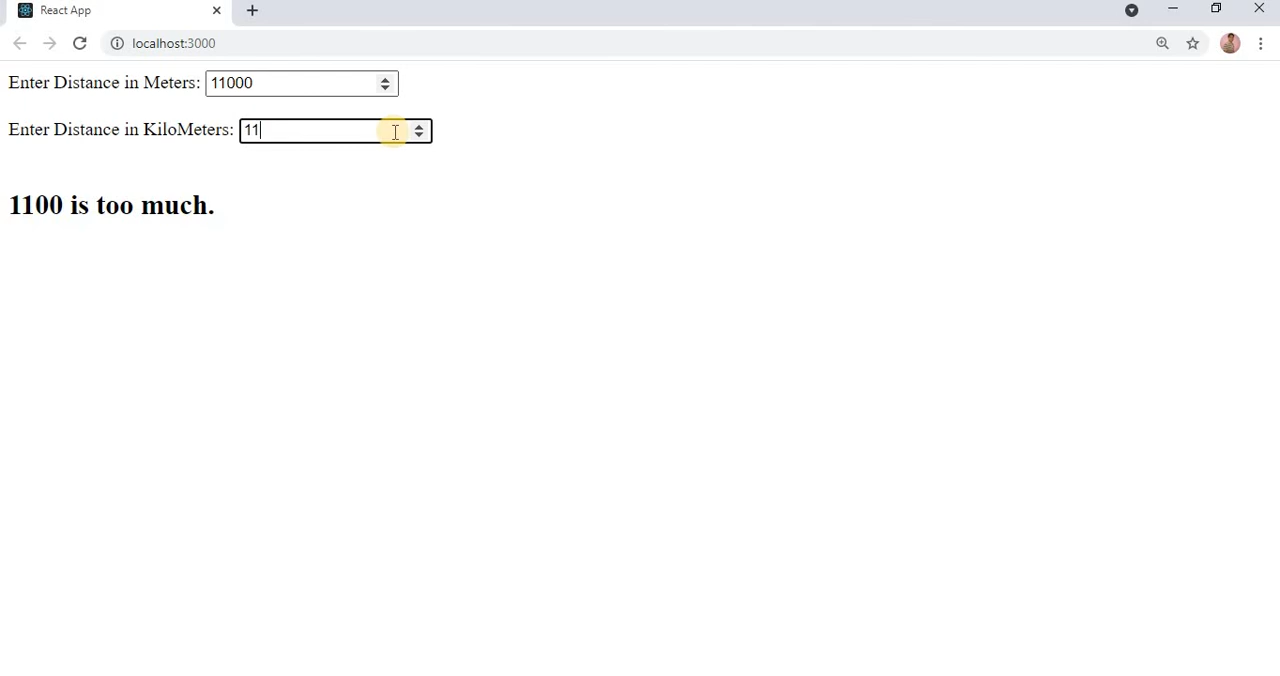 React App
localhost:3000
Enter Distance in Meters: 11000
Enter Distance in KiloMeters: 11
1100 is too much.